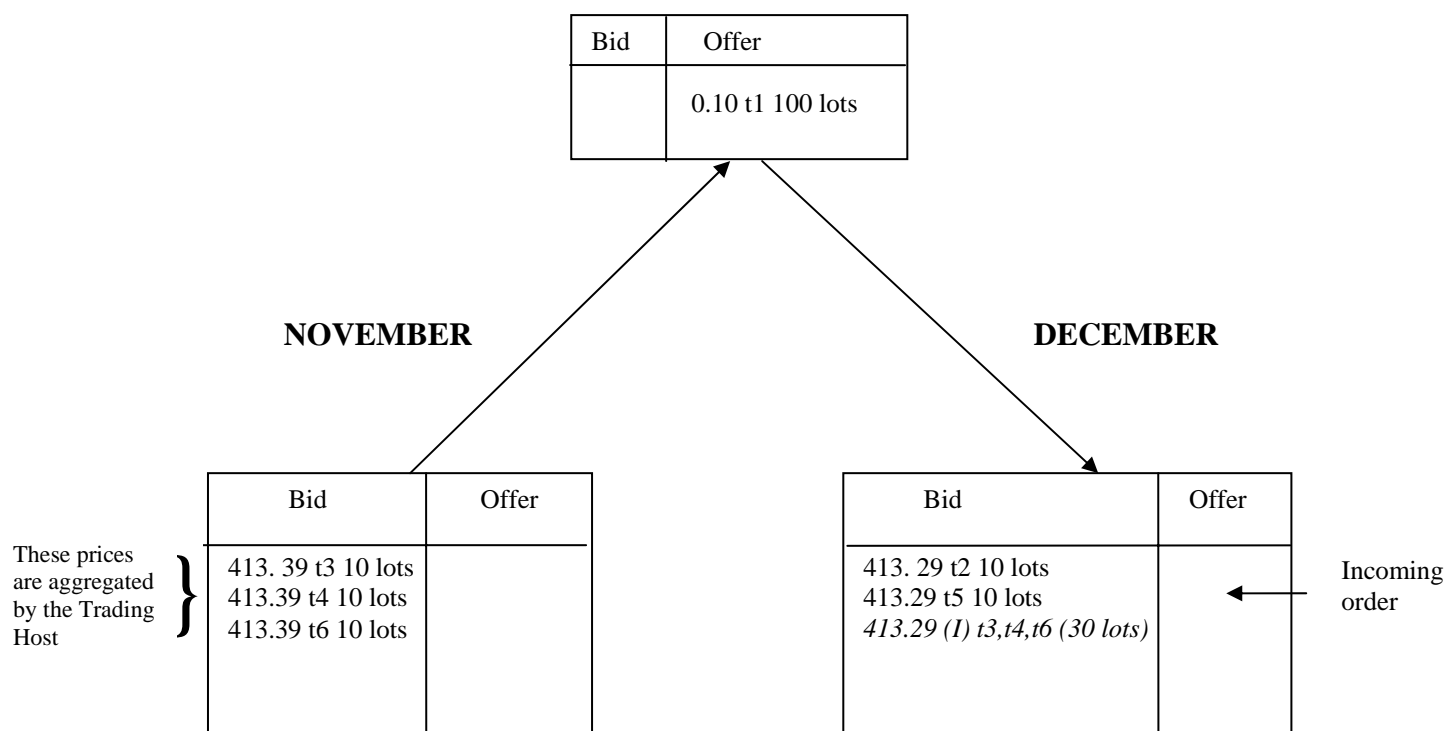 Bid Offer
0.10 t1 100 lots
NOVEMBER DECEMBER
Bid Offer
Bid Offer
These prices
are aggregated
by the Trading
Host
}
413. 39 t3 10 lots
413.39 t4 10 lots
413.39 t6 10 lots
413. 29 t2 10 lots
413.29 t5 10 lots
413.29 (I) t3,t4,t6 (30 lots)
Incoming
order